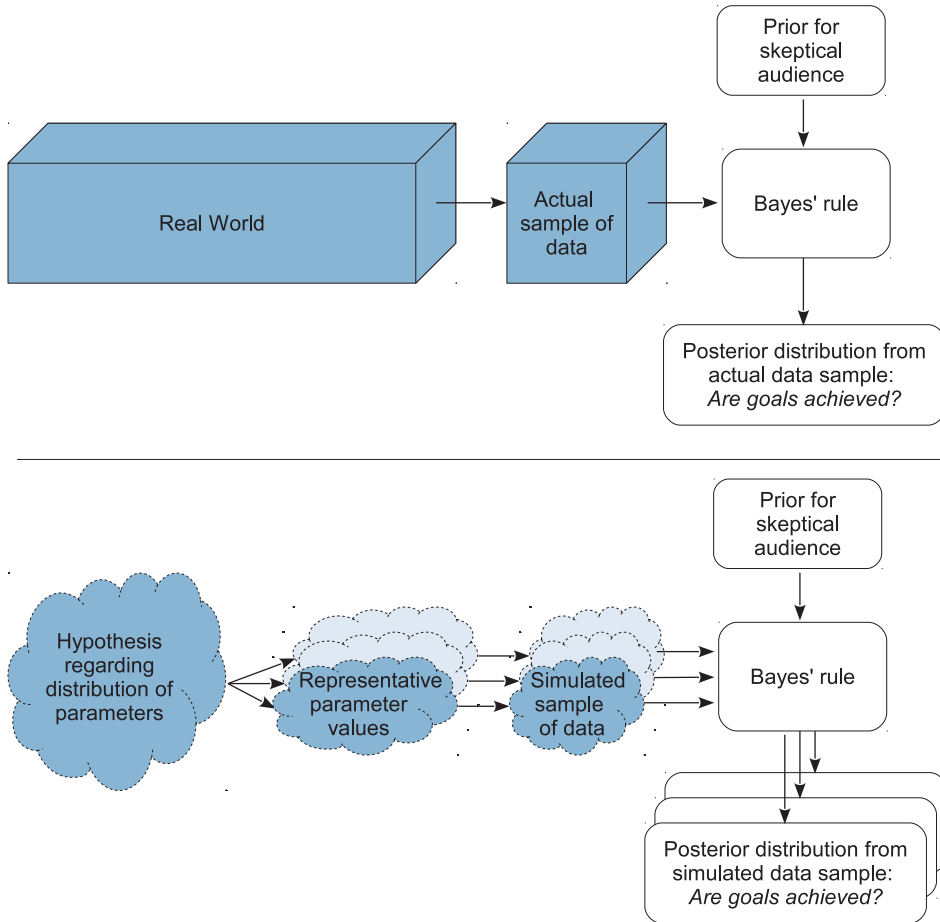 Prior for
skeptical
audience
Real World
Actual
sample of
data
Bayes' rule
Posterior distribution from
actual data sample:
Are goals achieved?
Prior for
skeptical
audience
Hypothesis
regarding
distribution of
parameters
Representative
parameter
values
Simulated
sample
of data
Bayes' rule
Posterior distribution from
simulated data sample:
Are goals achieved?